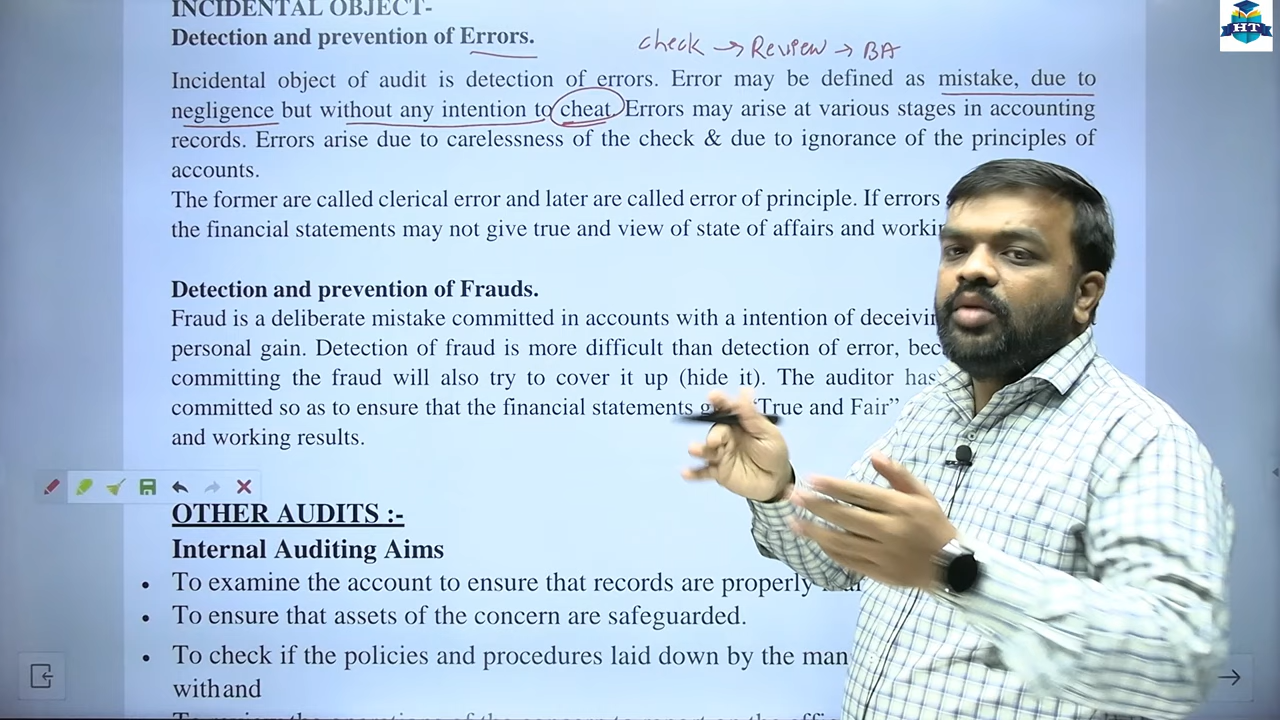 INCIDENTAL OBJECT-
HT
Detection and prevention of Errors.
check → Review → BA
Incidental object of audit is detection of errors. Error may be defined as mistake, due to
negligence but without any intention to cheat Errors may arise at various stages in accounting
records. Errors arise due to carelessness of the check & due to ignorance of the principles of
accounts.
The former are called clerical error and later are called error of principle. If errors
the financial statements may not give true and view of state of affairs and
Detection and prevention of Frauds.
Fraud is a deliberate mistake committed in accounts with a intention of
personal gain. Detection of fraud is more difficult than detection of error,
committing the fraud will also try to cover it up (hide it). The auditor
committed so as to ensure that the financial statements "True and Fair"
and working results.
OTHER AUDITS :-
Internal Auditing Aims
• To examine the account to ensure that records are properly
• To ensure that assets of the concern are safeguarded.
• To check if the policies and procedures laid down by the
withand